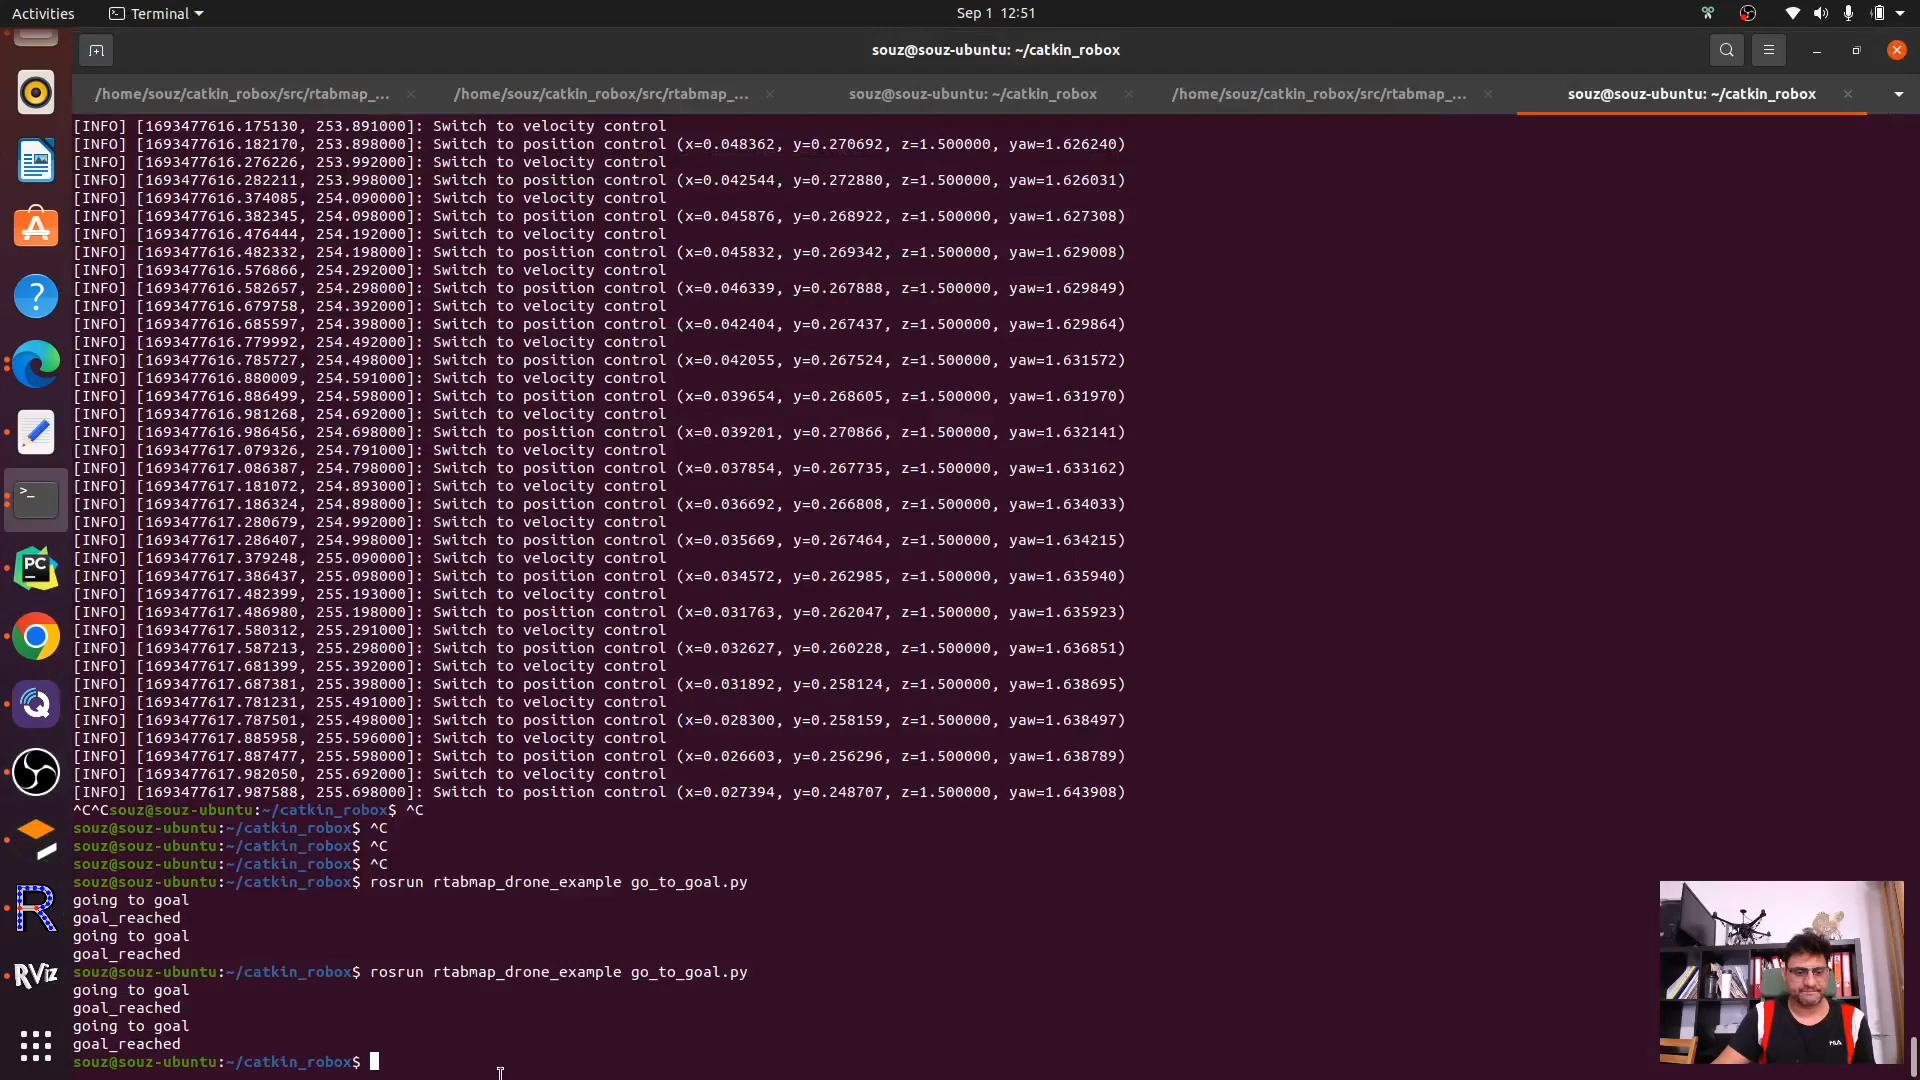 Activities
Terminal
Sep 1 12:51
souz@souz-ubuntu: ~/catkin_robox
/home/souz/catkin_robox/src/rtabmap_...
/home/souz/catkin_robox/src/rtabmap_...
souz@souz-ubuntu: ~/catkin_robox
/home/souz/catkin_robox/src/rtabmap_...
souz@souz-ubuntu: ~/catkin_robox
[INFO] [1693477616.175130, 253.891000]: Switch to velocity control
[INFO] [1693477616.182170, 253.898000]: Switch to position control (x=0.048362, y=0.270692, z=1.500000, yaw=1.626240)
[INFO] [1693477616.276226, 253.992000]: Switch to velocity control
[INFO] [1693477616.282211, 253.998000]: Switch to position control (x=0.042544, y=0.272880, z=1.500000, yaw=1.626031)
[INFO] [1693477616.374085, 254.090000]: Switch to velocity control
[INFO] [1693477616.382345, 254.098000]: Switch to position control (x=0.045876, y=0.268922, z=1.500000, yaw=1.627308)
[INFO] [1693477616.476444, 254.192000]: Switch to velocity control
[INFO] [1693477616.482332, 254.198000]: Switch to position control (x=0.045832, y=0.269342, z=1.500000, yaw=1.629008)
[INFO] [1693477616.576866, 254.292000]: Switch to velocity control
[INFO] [1693477616.582657, 254.298000]: Switch to position control (x=0.046339, y=0.267888, z=1.500000, yaw=1.629849)
[INFO] [1693477616.679758, 254.392000]: Switch to velocity control
[INFO] [1693477616.685597, 254.398000]: Switch to position control (x=0.042404, y=0.267437, z=1.500000, yaw=1.629864)
[INFO] [1693477616.779992, 254.492000]: Switch to velocity control
[INFO] [1693477616.785727, 254.498000]: Switch to position control (x=0.042055, y=0.267524, z=1.500000, yaw=1.631572)
[INFO] [1693477616.880009, 254.591000]: Switch to velocity control
[INFO] [1693477616.886499, 254.598000]: Switch to position control (x=0.039654, y=0.268605, z=1.500000, yaw=1.631970)
[INFO] [1693477616.981268, 254.692000]: Switch to velocity control
[INFO] [1693477616.986456, 254.698000]: Switch to position control (x=0.039201, y=0.270866, z=1.500000, yaw=1.632141)
[INFO] [1693477617.079326, 254.791000]: Switch to velocity control
[INFO] [1693477617.086387, 254.798000]: Switch to position control (x=0.037854, y=0.267735, z=1.500000, yaw=1.633162)
[INFO] [1693477617.181072, 254.893000]: Switch to velocity control
[INFO] [1693477617.186324, 254.898000]: Switch to position control (x=0.036692, y=0.266808, z=1.500000, yaw=1.634033)
[INFO] [1693477617.280679, 254.992000]: Switch to velocity control
[INFO] [1693477617.286407, 254.998000]: Switch to position control (x=0.035669, y=0.267464, z=1.500000, yaw=1.634215)
[INFO] [1693477617.379248, 255.090000]: Switch to velocity control
[INFO] [1693477617.386437, 255.098000]: Switch to position control (x=0.034572, y=0.262985, z=1.500000, yaw=1.635940)
[INFO] [1693477617.482399, 255.193000]: Switch to velocity control
[INFO] [1693477617.486980, 255.198000]: Switch to position control (x=0.031763, y=0.262047, z=1.500000, yaw=1.635923)
[INFO] [1693477617.580312, 255.291000]: Switch to velocity control
[INFO] [1693477617.587213, 255.298000]: Switch to position control (x=0.032627, y=0.260228, z=1.500000, yaw=1.636851)
[INFO] [1693477617.681399, 255.392000]: Switch to velocity control
[INFO] [1693477617.687381, 255.398000]: Switch to position control (x=0.031892, y=0.258124, z=1.500000, yaw=1.638695)
[INFO] [1693477617.781231, 255.491000]: Switch to velocity control
[INFO] [1693477617.787501, 255.498000]: Switch to position control (x=0.028300, y=0.258159, z=1.500000, yaw=1.638497)
[INFO] [1693477617.885958, 255.596000]: Switch to velocity control
[INFO] [1693477617.887477, 255.598000]: Switch to position control (x=0.026603, y=0.256296, z=1.500000, yaw=1.638789)
[INFO] [1693477617.982050, 255.692000]: Switch to velocity control
[INFO] [1693477617.987588, 255.698000]: Switch to position control (x=0.027394, y=0.248707, z=1.500000, yaw=1.643908)
^C^Csouz@souz-ubuntu:~/catkin_robox$ ^C
souz@souz-ubuntu:~/catkin_robox$ ^C
souz@souz-ubuntu:~/catkin_robox$ ^C
souz@souz-ubuntu:~/catkin_robox$ ^C
souz@souz-ubuntu:~/catkin_robox$ rosrun rtabmap_drone_example go_to_goal.py
going to goal
goal_reached
going to goal
goal_reached
souz@souz-ubuntu:~/catkin_robox$ rosrun rtabmap_drone_example go_to_goal.py
going to goal
goal_reached
going to goal
goal_reached
souz@souz-ubuntu:~/catkin_robox$
PC
R
RViz
FILA